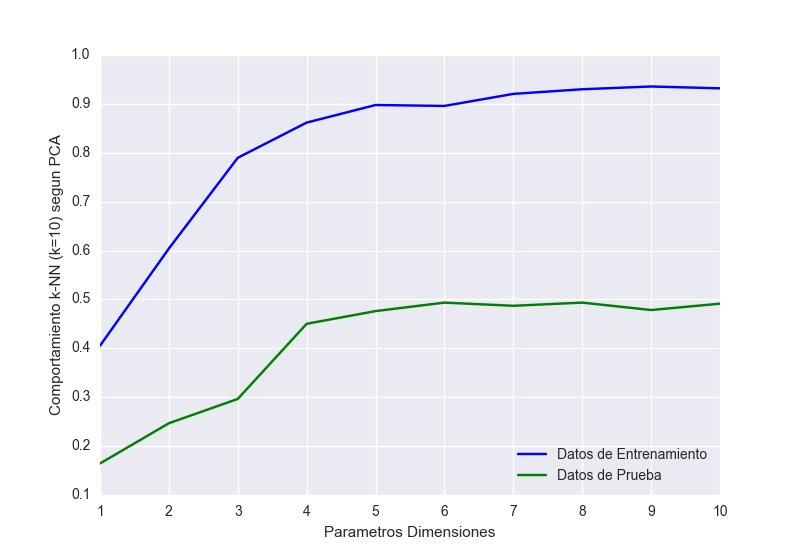 1.0
0.9
0.8
0.7
0.6
0.5
0.4
0.3
0.2
0.1
Comportamiento k-NN (k=10) segun PCA
Datos de Entrenamiento
Datos de Prueba
1 2 3 4 5 6 7 8 9 10
Parametros Dimensiones